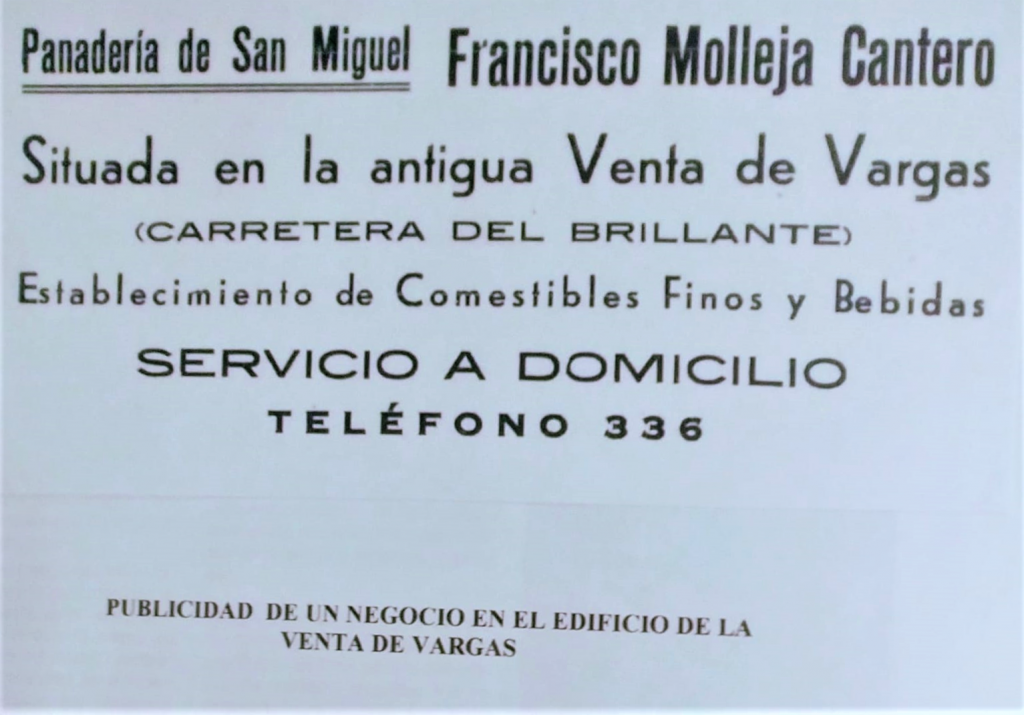 Panadería de San Miguel Francisco Molleja Cantero
Situada en la antigua Venta de Vargas
(CARRETERA DEL BRILLANTE)
Establecimiento de Comestibles Finos y Bebidas
SERVICIO A DOMICILIO
TELÉFONO 336
PUBLICIDAD DE UN NEGOCIO EN EL EDIFICIO DE LA
VENTA DE VARGAS